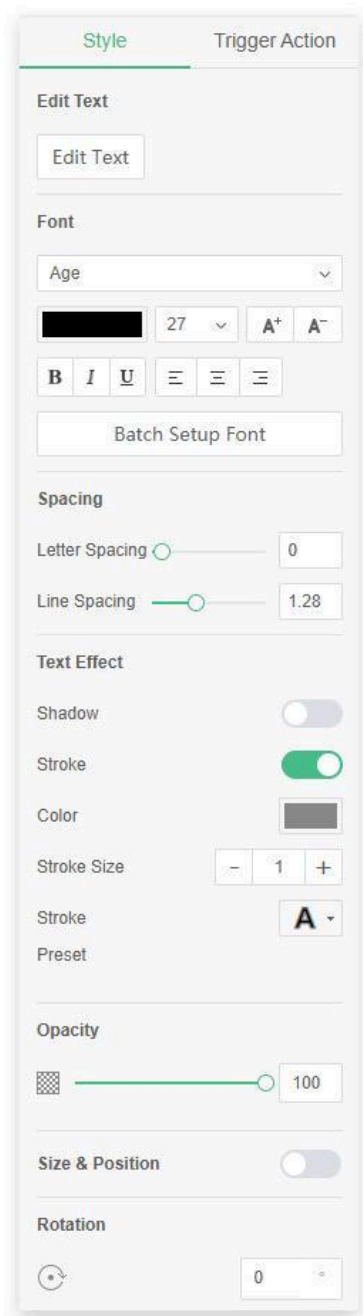 Style Trigger Action
Edit Text
Edit Text
Font
Age
27 A+ A-
B I U
Batch Setup Font
Spacing
Letter Spacing 0
Line Spacing 1.28
Text Effect
Shadow
Stroke
Color
Stroke Size - 1 +
Stroke A
Preset
Opacity
100
Size & Position
Rotation
0 °